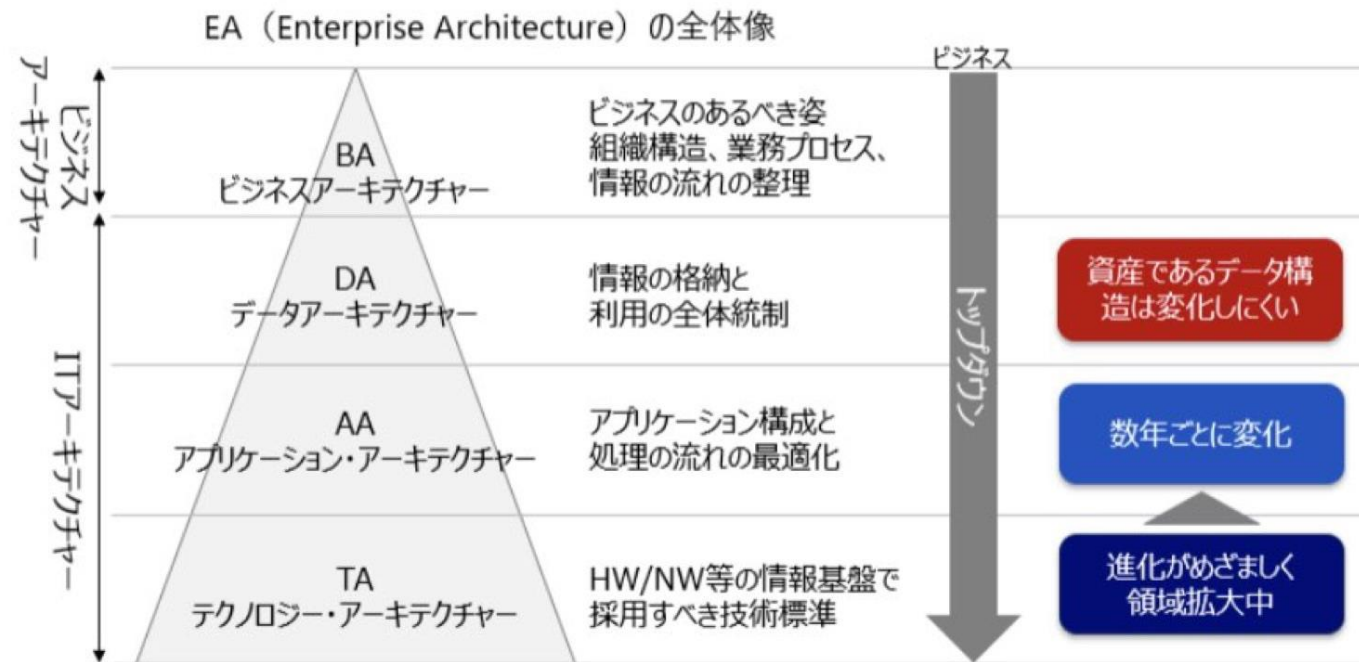 EA（Enterprise Architecture）の全体像
ビジネス
アーキテクチャー
BA
ビジネスアーキテクチャー
ビジネスのあるべき姿
組織構造、業務プロセス、
情報の流れの整理
ビジネス
トップダウン
ITアーキテクチャー
DA
データアーキテクチャー
情報の格納と
利用の全体統制
資産であるデータ構
造は変化しにくい
AA
アプリケーション・アーキテクチャー
アプリケーション構成と
処理の流れの最適化
数年ごとに変化
TA
テクノロジー・アーキテクチャー
HW/NW等の情報基盤で
採用すべき技術標準
進化がめざましく
領域拡大中